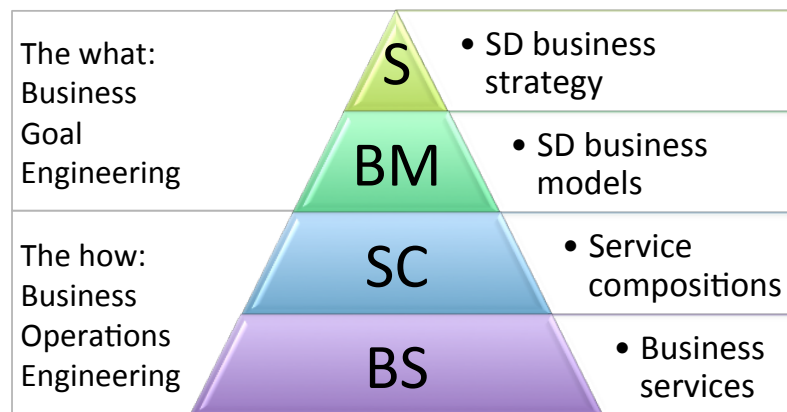 The what:
Business
Goal
Engineering
S
• SD business
strategy
BM
• SD business
models
The how:
Business
Operations
Engineering
SC
• Service
compositions
BS
• Business
services